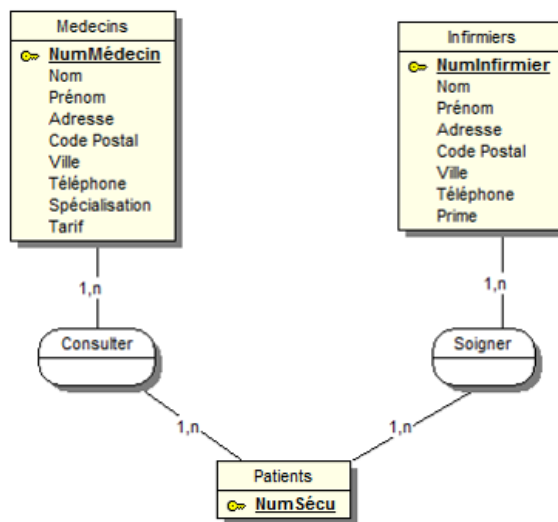 Medecins
NumMédecin
Nom
Prénom
Adresse
Code Postal
Ville
Téléphone
Spécialisation
Tarif
Infirmiers
NumInfirmier
Nom
Prénom
Adresse
Code Postal
Ville
Téléphone
Prime
1,n
1,n
Consulter
Soigner
1,n
1,n
Patients
NumSécu